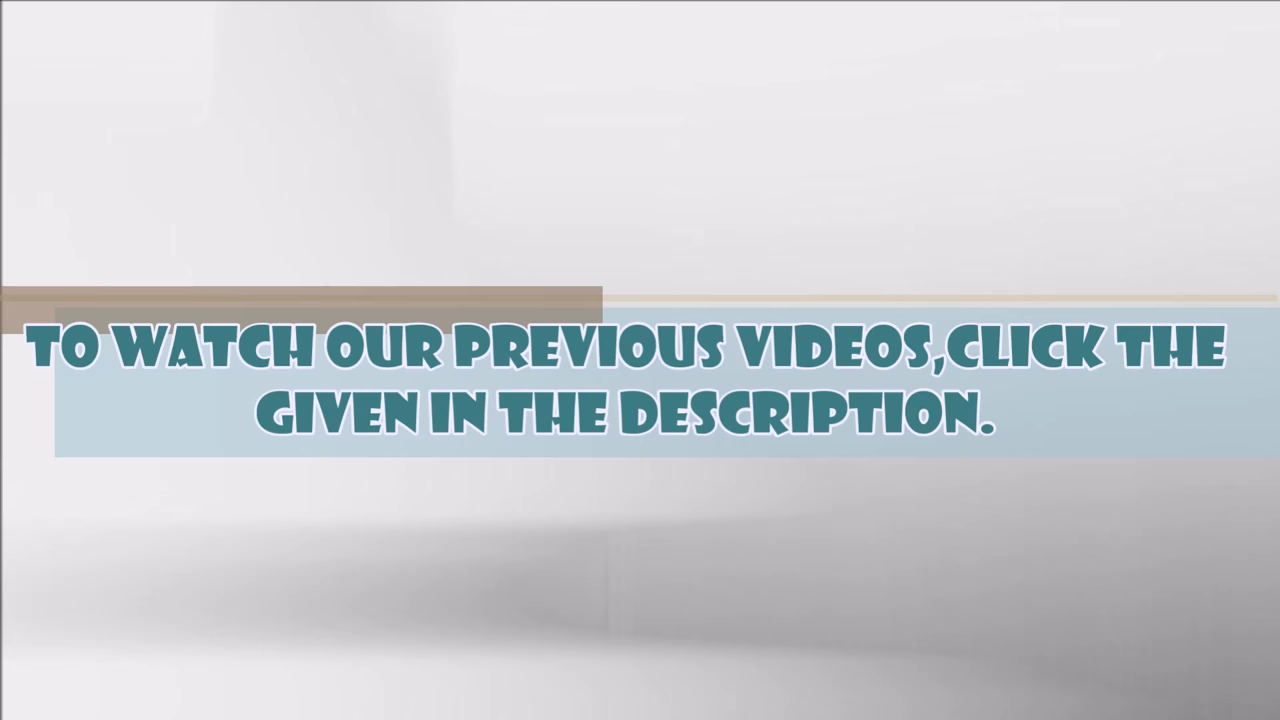 TO WATCH OUR PREVIOUS VIDEOS,CLICK THE
GIVEN IN THE DESCRIPTION.